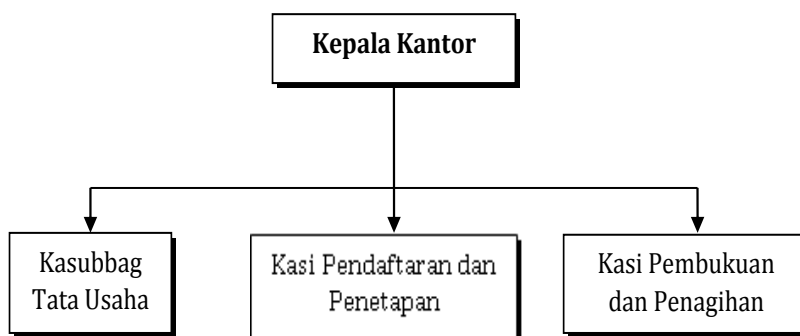 Kepala Kantor
Kasubbag
Tata Usaha
Kasi Pendaftaran dan
Penetapan
Kasi Pembukuan
dan Penagihan